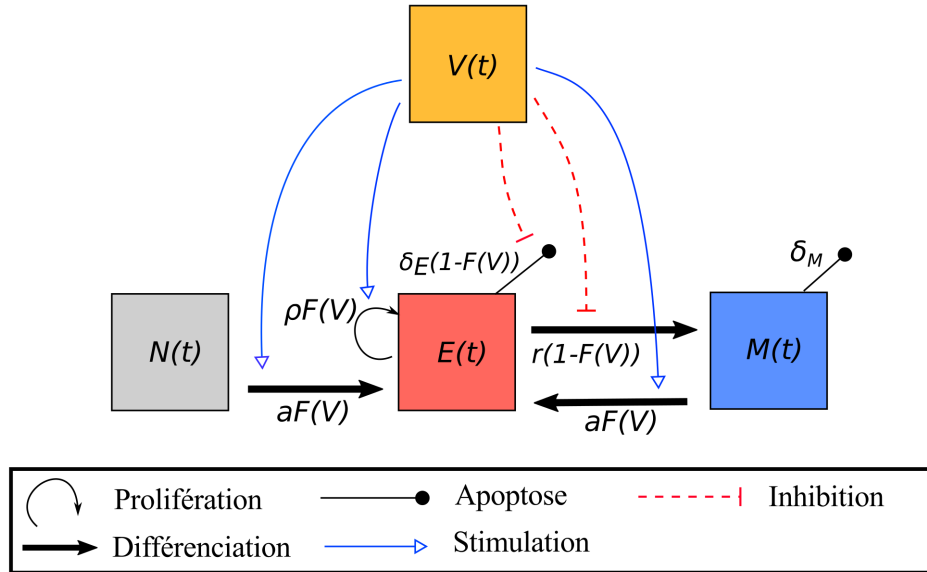 V(t)
δE(1-F(V))
δM
N(t)
ρF(V)
E(t)
r(1-F(V))
M(t)
aF(V)
aF(V)
Prolifération
Apoptose
Inhibition
Différenciation
Stimulation